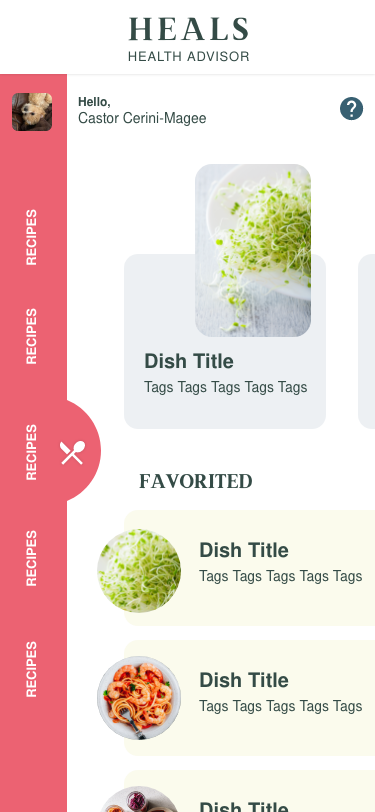 HEALS
HEALTH ADVISOR
Hello,
Castor Cerini-Magee
?
RECIPES
RECIPES
RECIPES
RECIPES
RECIPES
Dish Title
Tags Tags Tags Tags Tags
FAVORITED
Dish Title
Tags Tags Tags Tags Tags
Dish Title
Tags Tags Tags Tags Tags
Dish Title